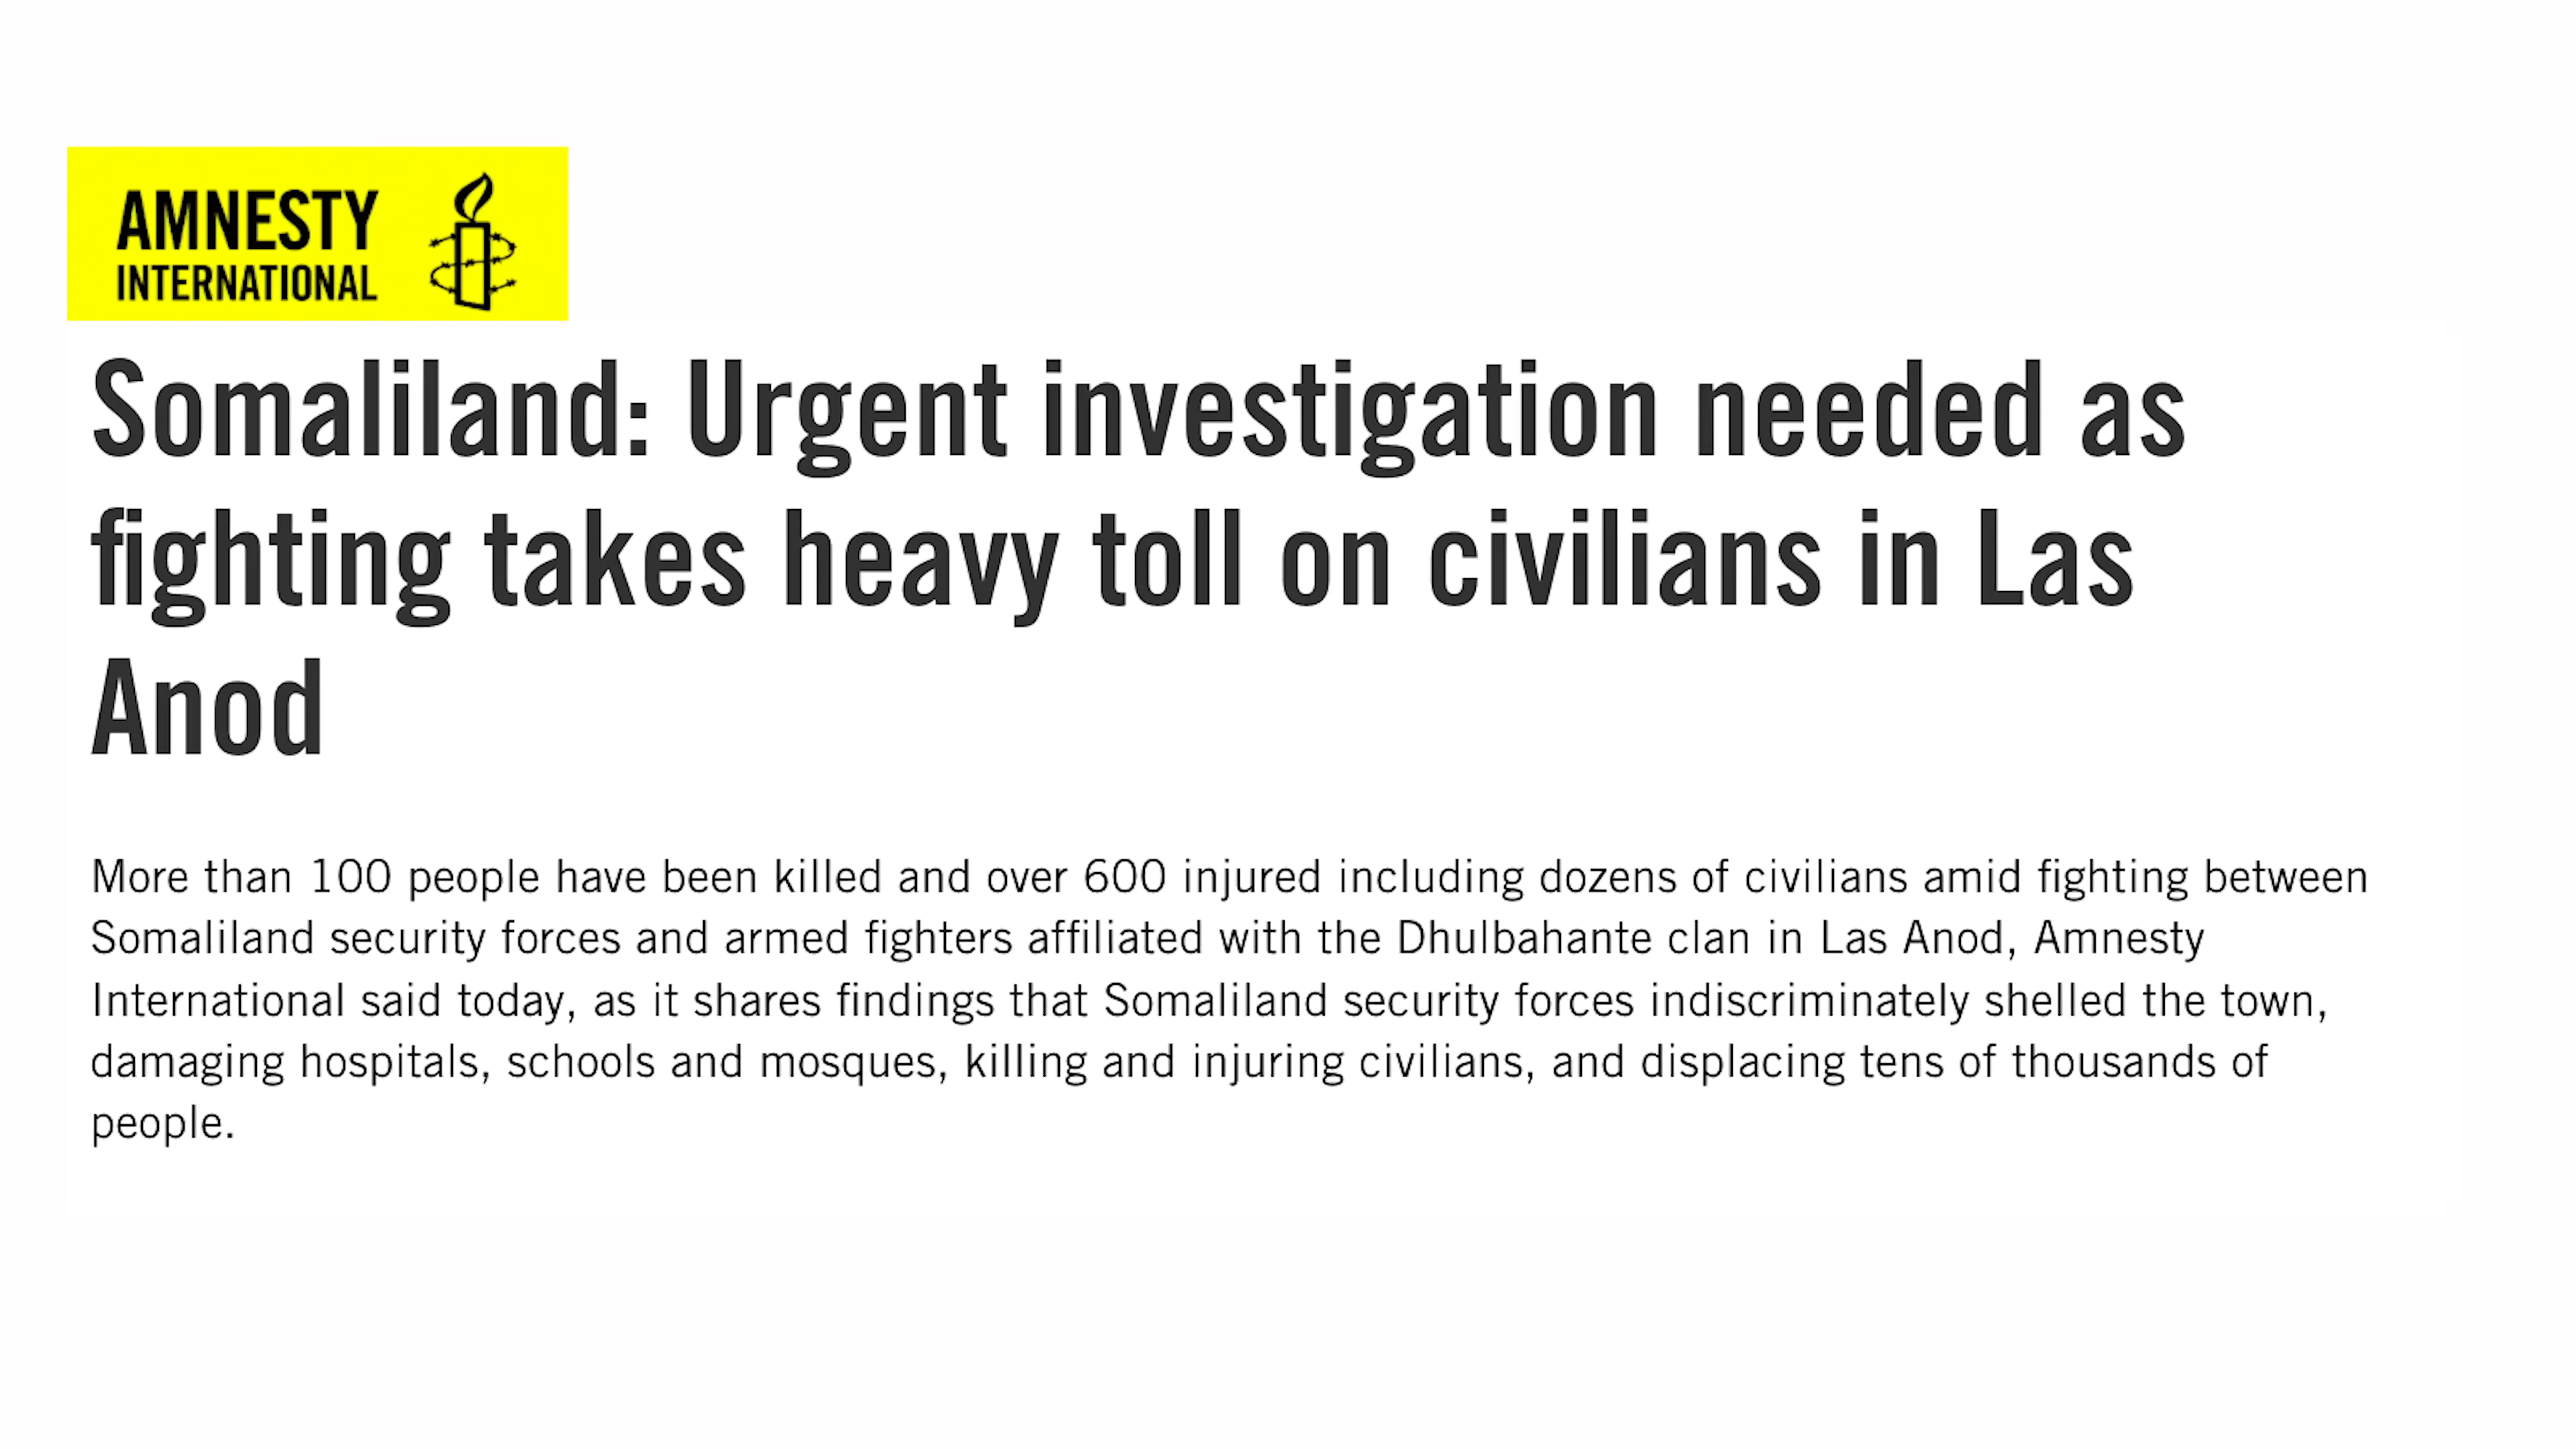 AMNESTY
INTERNATIONAL
Somaliland: Urgent investigation needed as
fighting takes heavy toll on civilians in Las
Anod
More than 100 people have been killed and over 600 injured including dozens of civilians amid fighting between
Somaliland security forces and armed fighters affiliated with the Dhulbahante clan in Las Anod, Amnesty
International said today, as it shares findings that Somaliland security forces indiscriminately shelled the town,
damaging hospitals, schools and mosques, killing and injuring civilians, and displacing tens of thousands of
people.